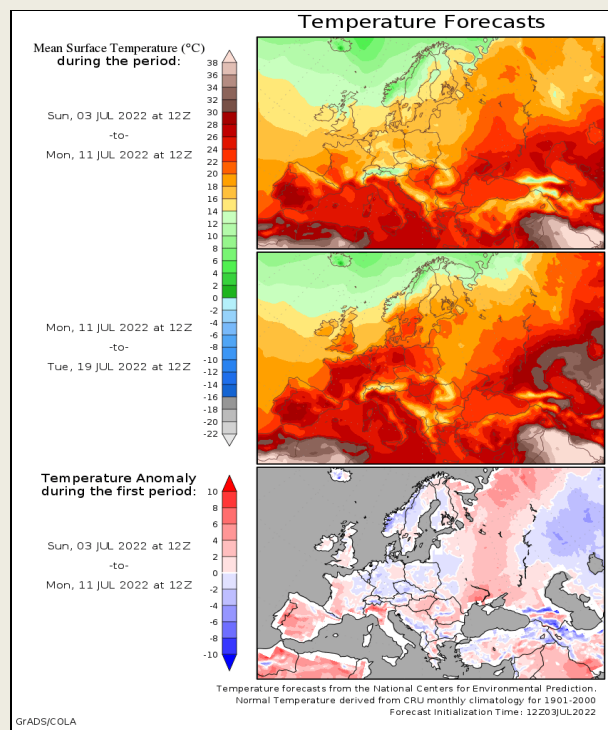 Temperature Forecasts
Mean Surface Temperature (°C)
during the period:
Sun, 03 JUL 2022 at 12Z
-to-
Mon, 11 JUL 2022 at 12Z
38
36
34
32
30
28
26
24
22
20
18
16
14
12
10
8
6
4
2
0
-2
-4
-6
-8
-10
-12
-14
-16
-18
-20
-22
Mon, 11 JUL 2022 at 12Z
-to-
Tue, 19 JUL 2022 at 12Z
Temperature Anomaly
during the first period:
Sun, 03 JUL 2022 at 12Z
-to-
Mon, 11 JUL 2022 at 12Z
10
8
6
4
2
0
-2
-4
-6
-8
-10
Temperature forecasts from the National Centers for Environmental Prediction.
Normal Temperature derived from CRU monthly climatology for 1901-2000
Forecast Initialization Time: 12Z03JUL2022
GrADS/COLA